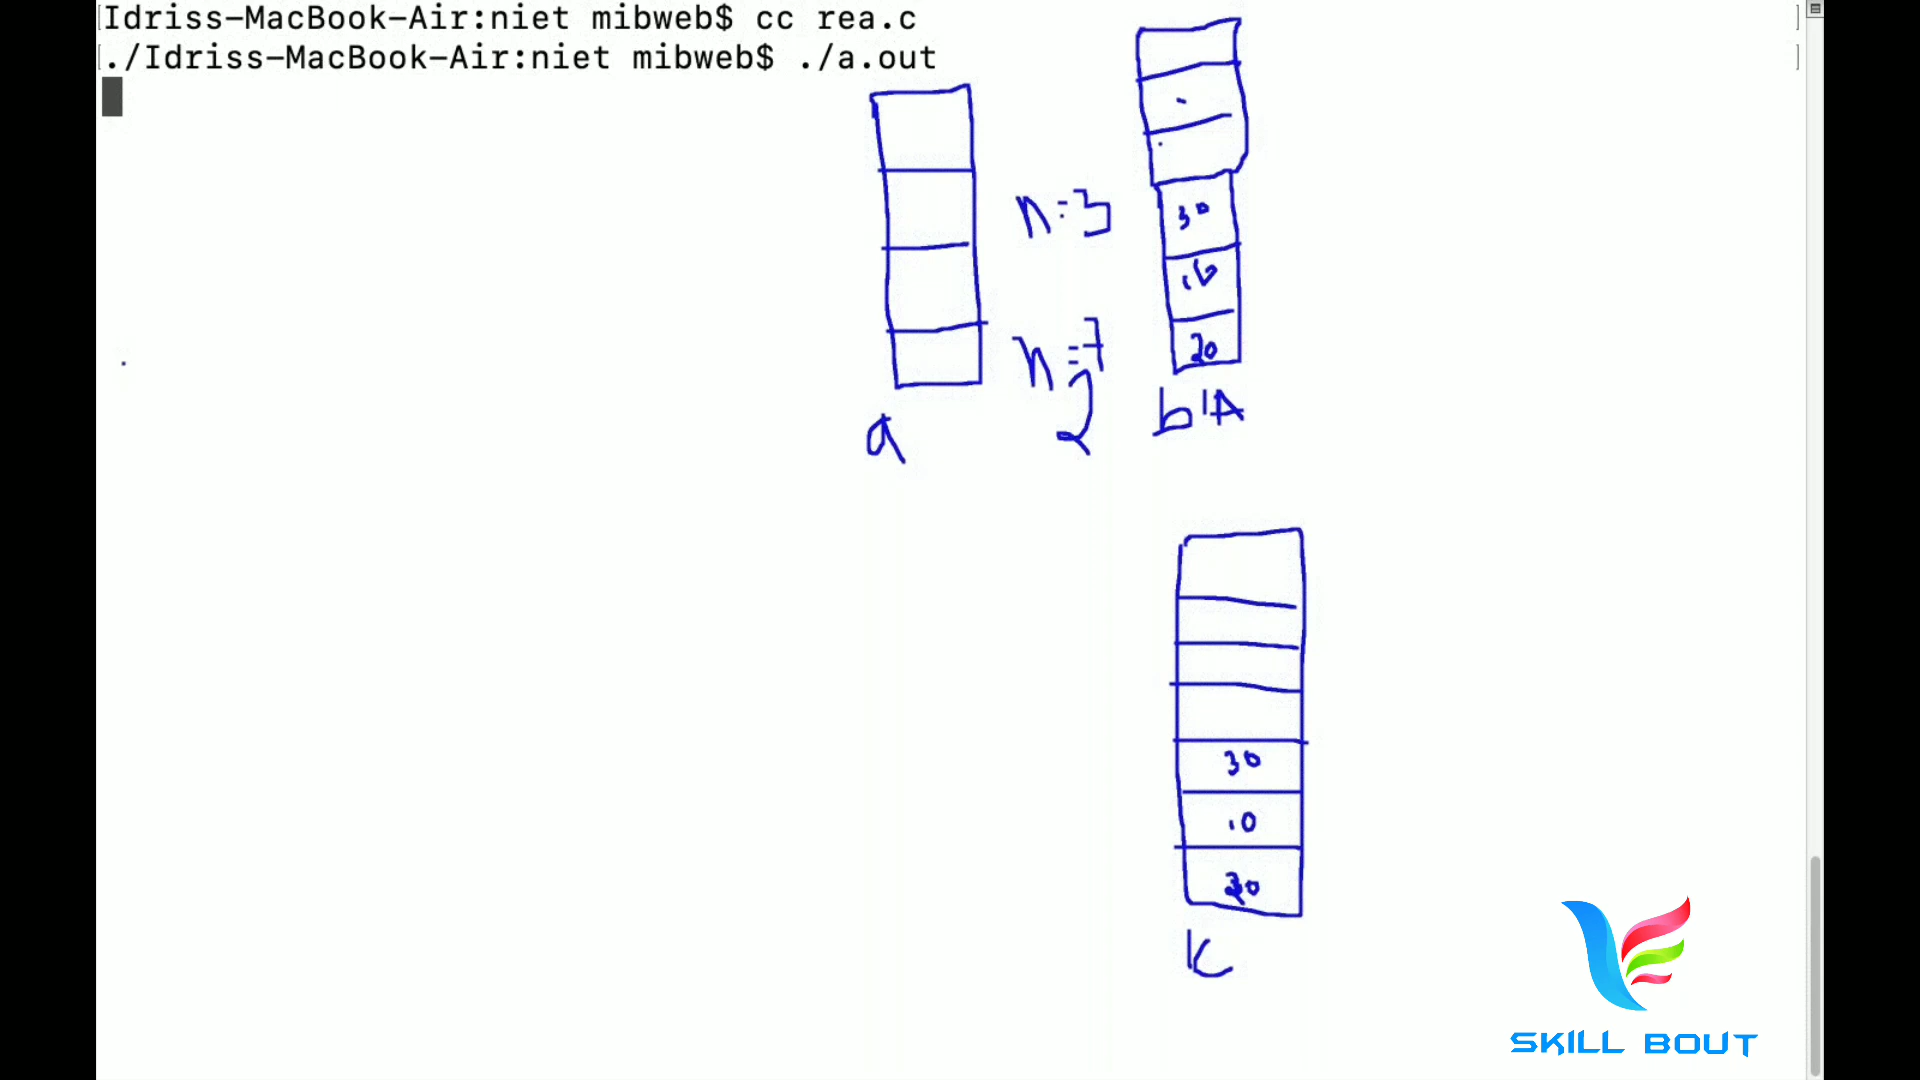 Idriss-MacBook-Air:niet mibweb$ cc rea.c
./Idriss-MacBook-Air:niet mibweb$ ./a.out
n=3
30
10
20
n=7
2
a
b'A
30
10
20
K
SKILL BOUT